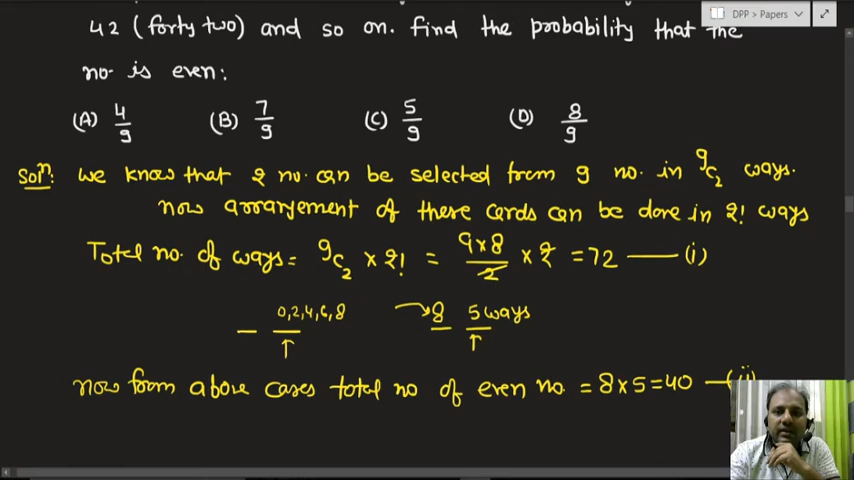 DPP > Papers
42 (forty two) and so on. find the probability that the
no. is even:
(A) 4/9 (B) 7/9 (C) 5/9 (D) 8/9
Solⁿ: we know that 2 no. can be selected from 9 no. in ⁹C₂ ways.
now arrangement of these cards can be done in 2! ways
Total no. of ways = ⁹C₂ × 2! = 9×8/2 × 2 = 72 —— (i)
0,2,4,6,8 → 8 5 ways
↑ ↑
now from above cases total no of even no = 8×5=40 — (ii)